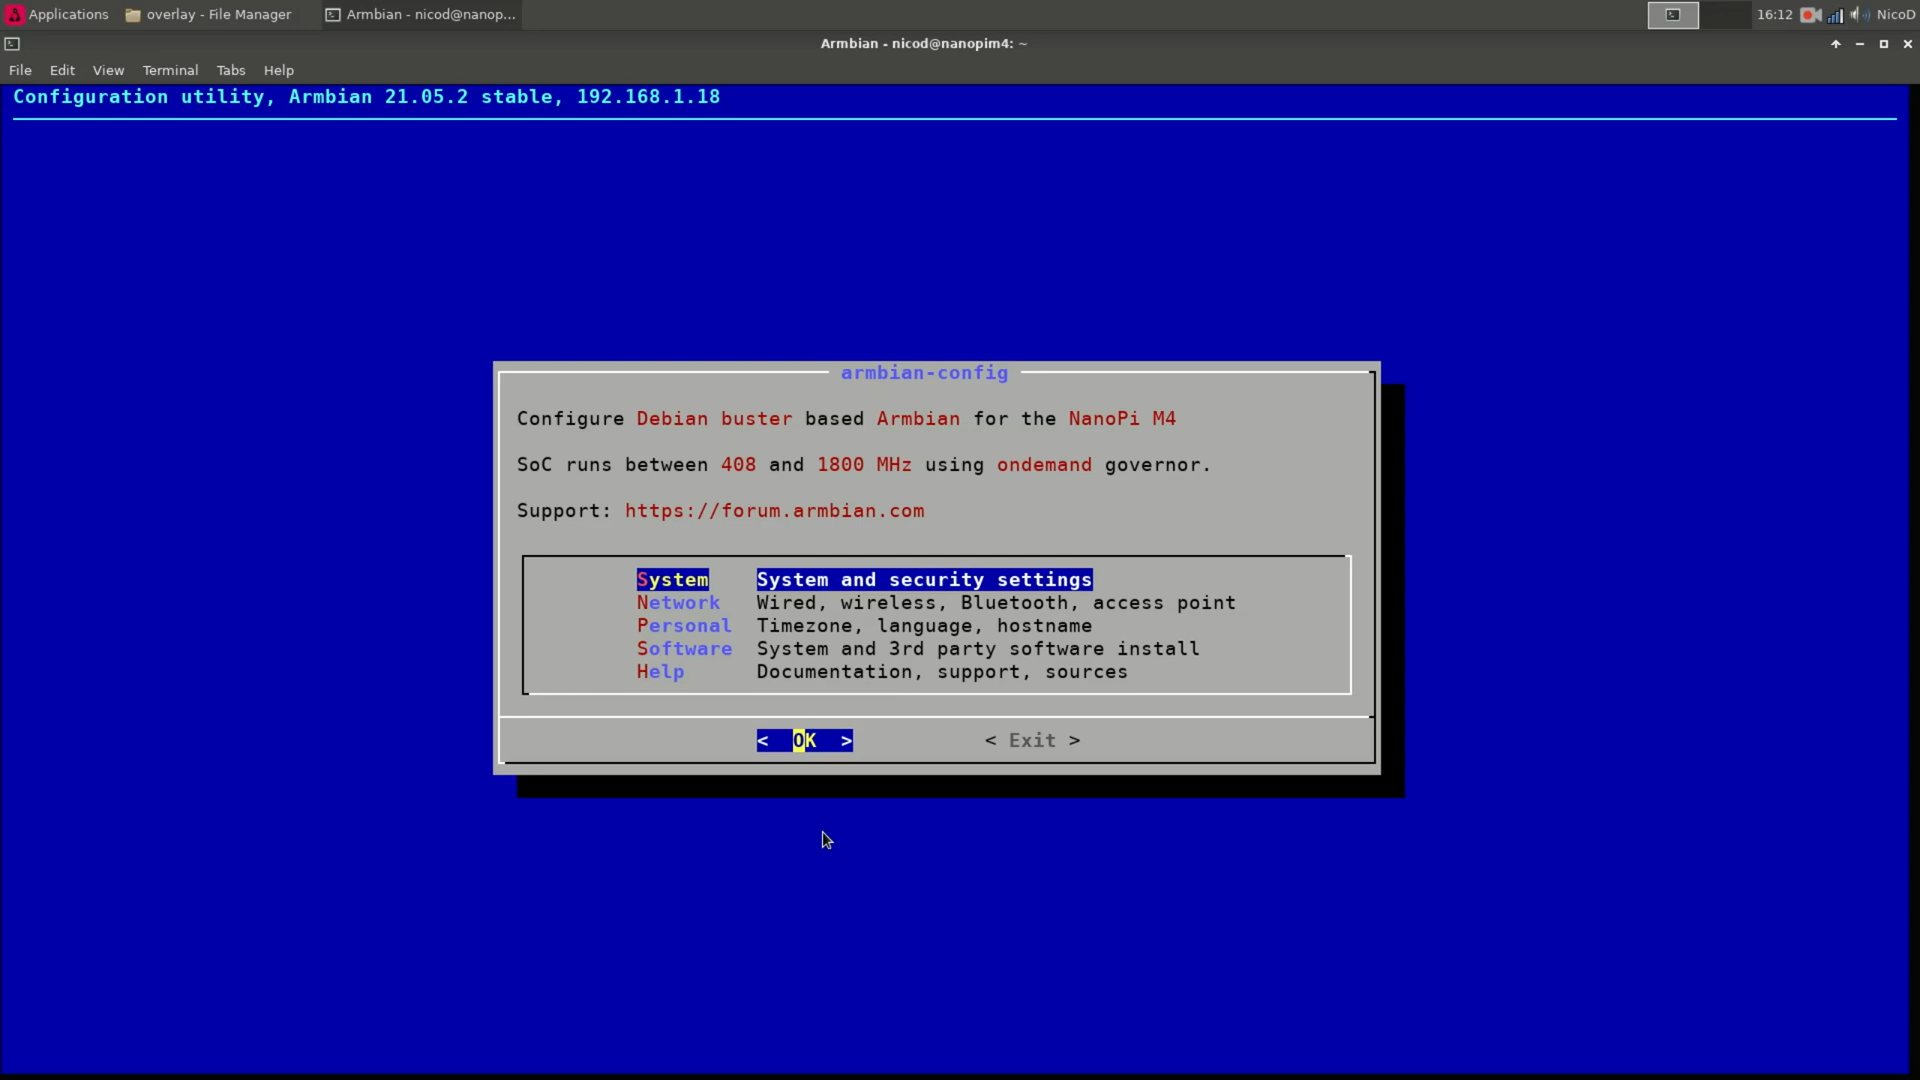 Applications overlay - File Manager Armbian - nicod@nanop... 16:12 NicoD
Armbian - nicod@nanopim4: ~
File Edit View Terminal Tabs Help
Configuration utility, Armbian 21.05.2 stable, 192.168.1.18
armbian-config
Configure Debian buster based Armbian for the NanoPi M4
SoC runs between 408 and 1800 MHz using ondemand governor.
Support: https://forum.armbian.com
System System and security settings
Network Wired, wireless, Bluetooth, access point
Personal Timezone, language, hostname
Software System and 3rd party software install
Help Documentation, support, sources
< OK > < Exit >